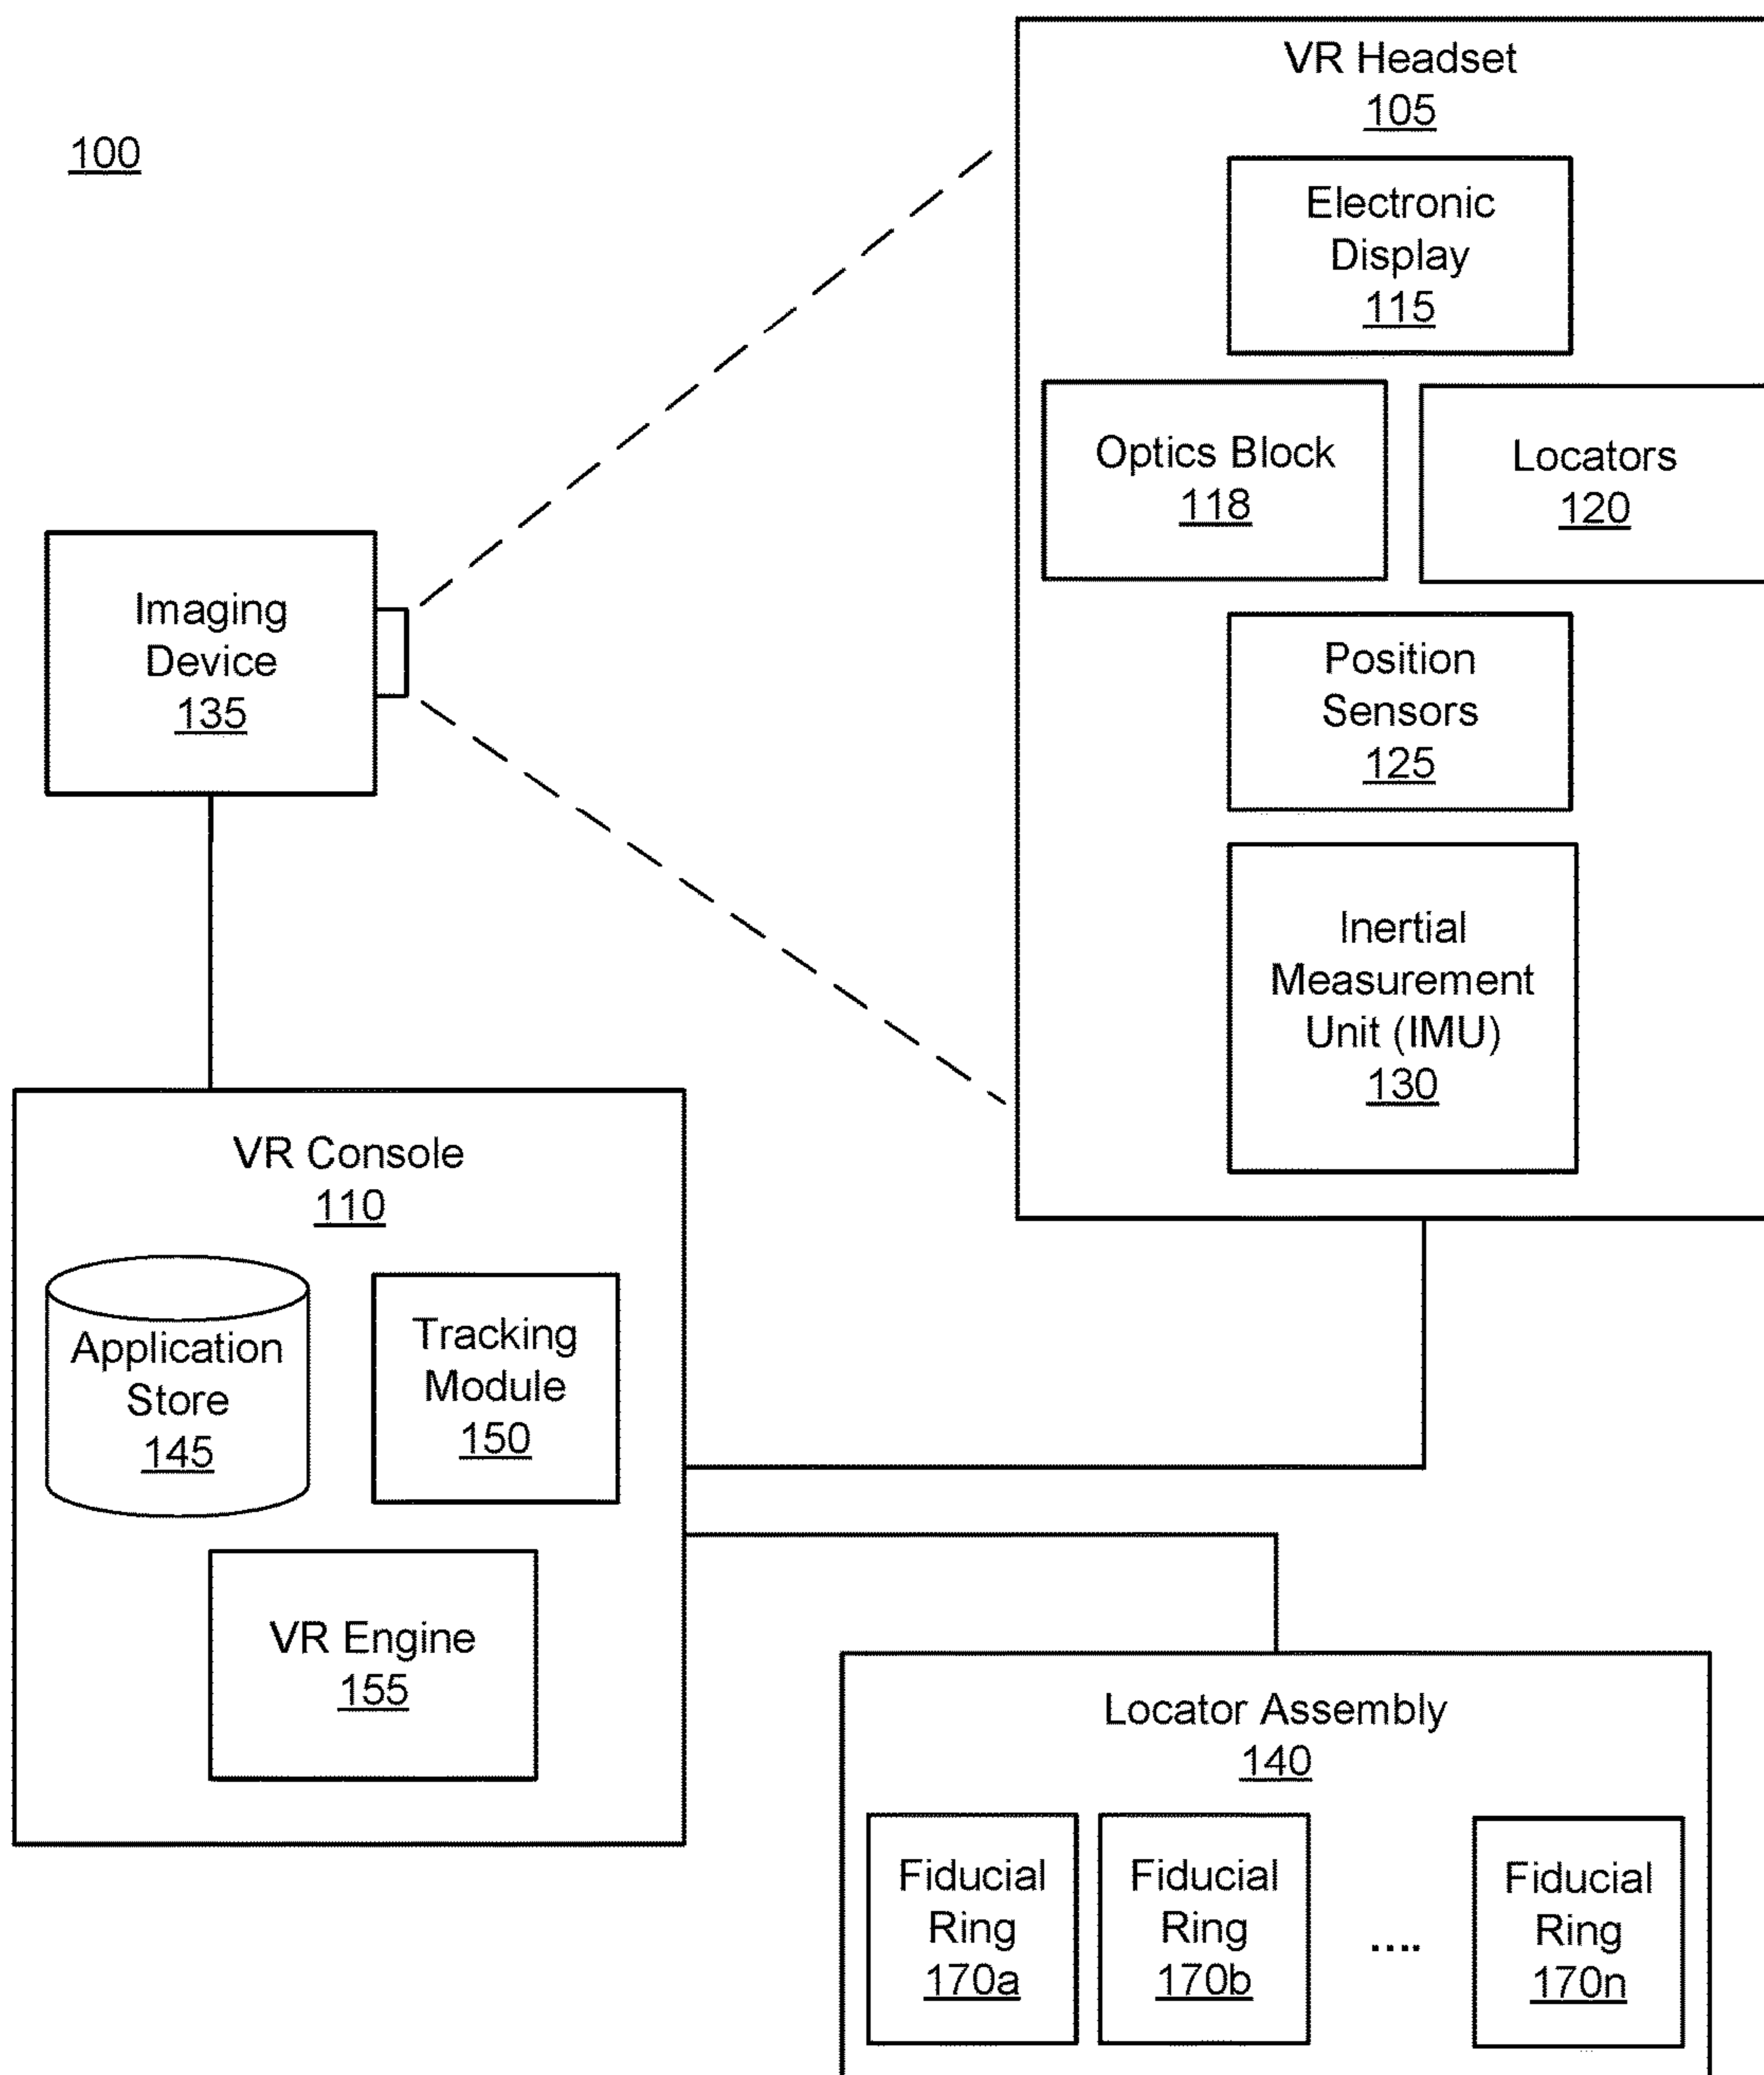 100
VR Headset
105
Electronic
Display
115
Optics Block
118
Locators
120
Position
Sensors
125
Inertial
Measurement
Unit (IMU)
130
Imaging
Device
135
VR Console
110
Application
Store
145
Tracking
Module
150
VR Engine
155
Locator Assembly
140
Fiducial
Ring
170a
Fiducial
Ring
170b
....
Fiducial
Ring
170n